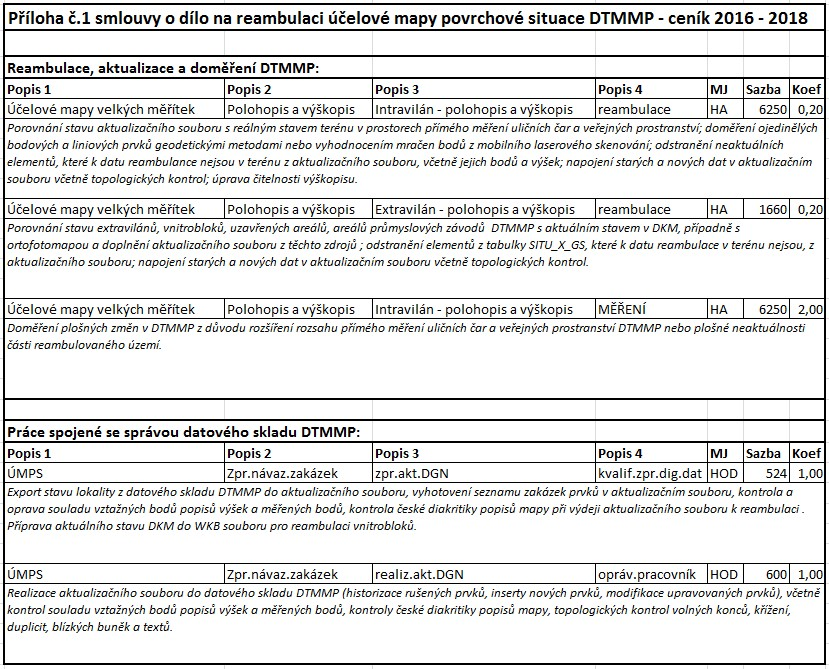 Příloha č.1 smlouvy o dílo na reambulaci účelové mapy povrchové situace DTMMP - ceník 2016 - 2018
Reambulace, aktualizace a doměření DTMMP:
Popis 1 Popis 2 Popis 3 Popis 4 MJ Sazba Koef
Účelové mapy velkých měřítek Polohopis a výškopis Intravilán - polohopis a výškopis reambulace HA 6250 0,20
Porovnání stavu aktualizačního souboru s reálným stavem terénu v prostorech přímého měření uličních čar a veřejných prostranství; doměření ojedinělých
bodových a liniových prvků geodetickými metodami nebo vyhodnocením mračen bodů z mobilního laserového skenování; odstranění neaktuálních
elementů, které k datu reambulance nejsou v terénu z aktualizačního souboru, včetně jejich bodů a výšek; napojení starých a nových dat v aktualizačním
souboru včetně topologických kontrol; úprava čitelnosti výškopisu.
Účelové mapy velkých měřítek Polohopis a výškopis Extravilán - polohopis a výškopis reambulace HA 1660 0,20
Porovnání stavu extravilánů, vnitrobloků, uzavřených areálů, areálů průmyslových závodů DTMMP s aktuálním stavem v DKM, případně s
ortofotomapou a doplnění aktualizačního souboru z těchto zdrojů ; odstranění elementů z tabulky SITU_X_GS, které k datu reambulace v terénu nejsou, z
aktualizačního souboru; napojení starých a nových dat v aktualizačním souboru včetně topologických kontrol.
Účelové mapy velkých měřítek Polohopis a výškopis Intravilán - polohopis a výškopis MĚŘENÍ HA 6250 2,00
Doměření plošných změn v DTMMP z důvodu rozšíření rozsahu přímého měření uličních čar a veřejných prostranství DTMMP nebo plošné neaktuálnosti
části reambulovaného území.
Práce spojené se správou datového skladu DTMMP:
Popis 1 Popis 2 Popis 3 Popis 4 MJ Sazba Koef
ÚMPS Zpr.návaz.zakázek zpr.akt.DGN kvalif.zpr.dig.dat HOD 524 1,00
Export stavu lokality z datového skladu DTMMP do aktualizačního souboru, vyhotovení seznamu zakázek prvků v aktualizačním souboru, kontrola a
oprava souladu vztažných bodů popisů výšek a měřených bodů, kontrola české diakritiky popisů mapy při výdeji aktualizačního souboru k reambulaci .
Příprava aktuálního stavu DKM do WKB souboru pro reambulaci vnitrobloků.
ÚMPS Zpr.návaz.zakázek realiz.akt.DGN opráv.pracovník HOD 600 1,00
Realizace aktualizačního souboru do datového skladu DTMMP (historizace rušených prvků, inserty nových prvků, modifikace upravovaných prvků), včetně
kontrol souladu vztažných bodů popisů výšek a měřených bodů, kontroly české diakritiky popisů mapy, topologických kontrol volných konců, křížení,
duplicit, blízkých buněk a textů.